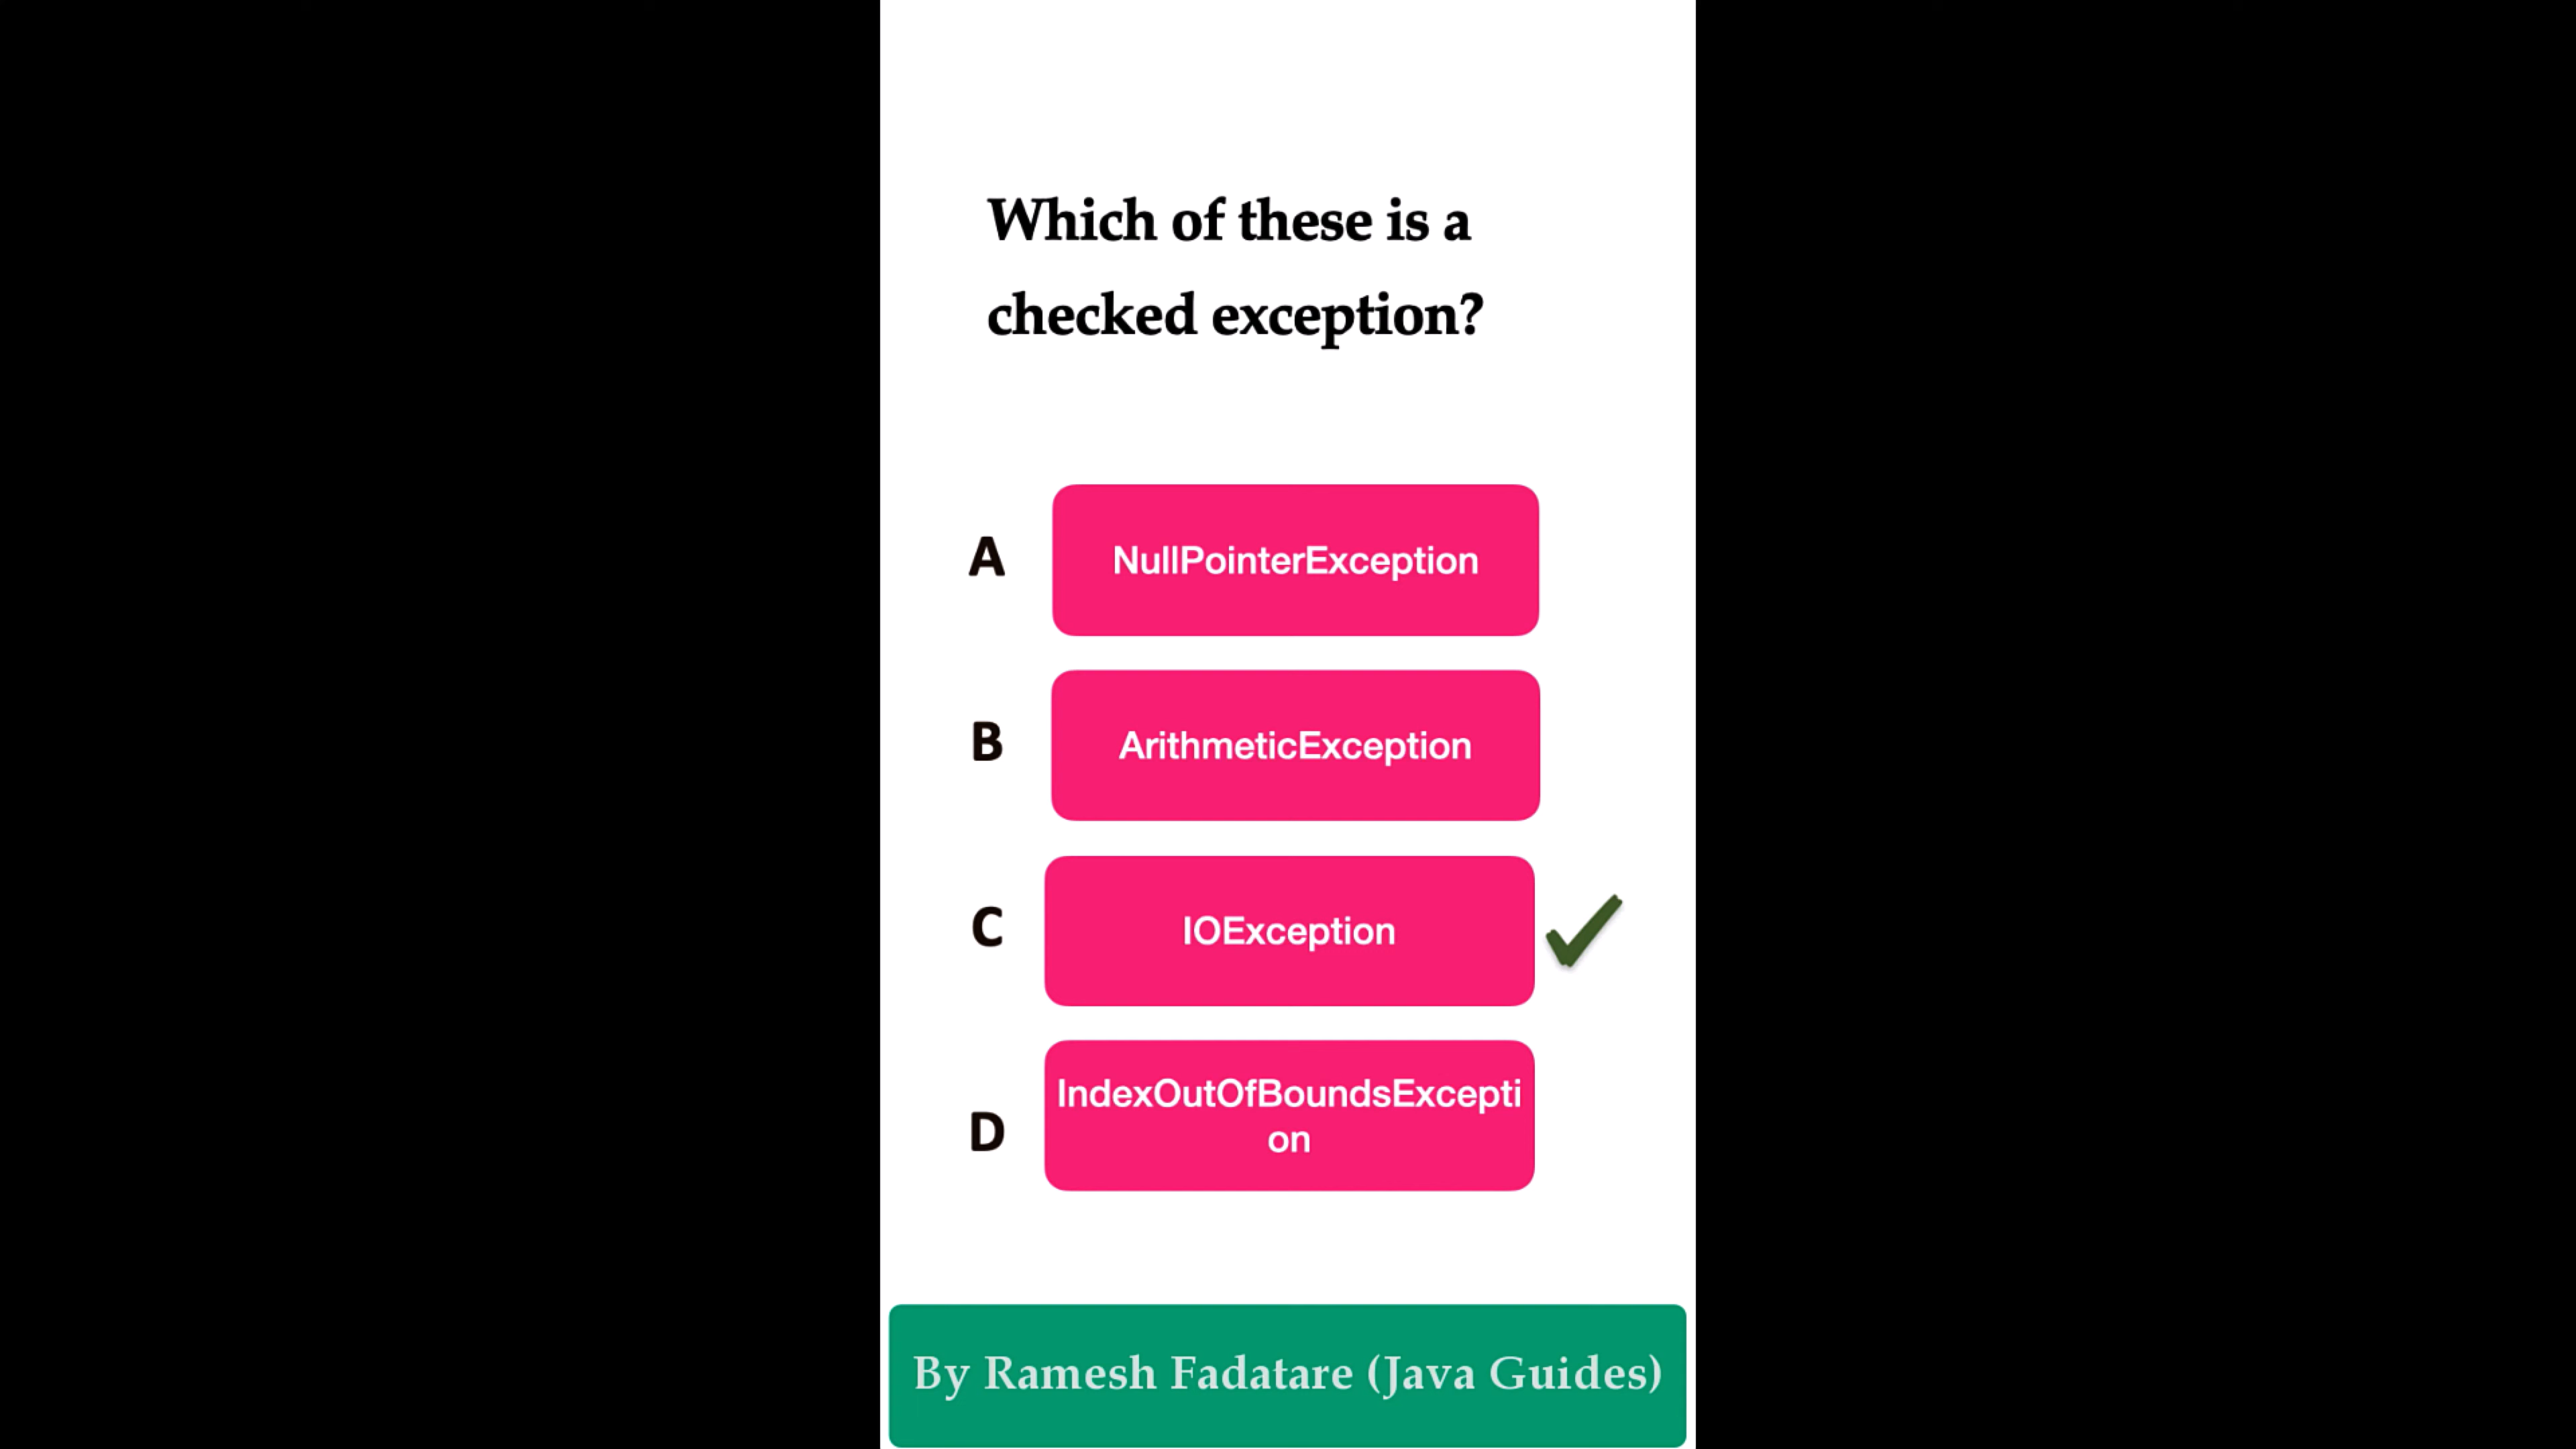 Which of these is a
checked exception?
A
NullPointerException
B
ArithmeticException
C
IOException
D
IndexOutOfBoundsExcepti
on
By Ramesh Fadatare (Java Guides)